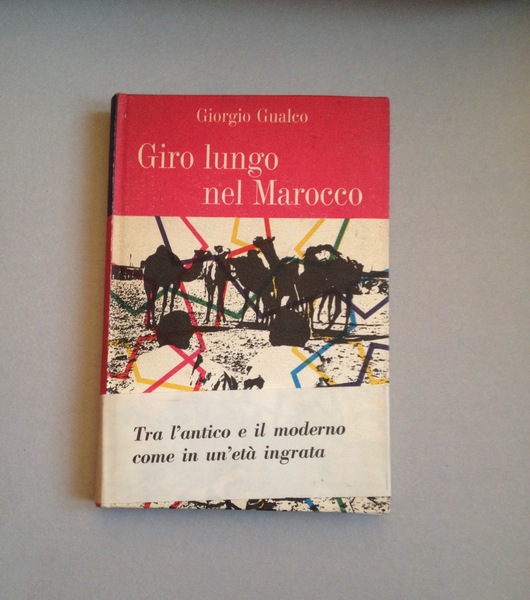 Giorgio Gualco
Giro lungo
nel Marocco
Tra l'antico e il moderno
come in un'età ingrata